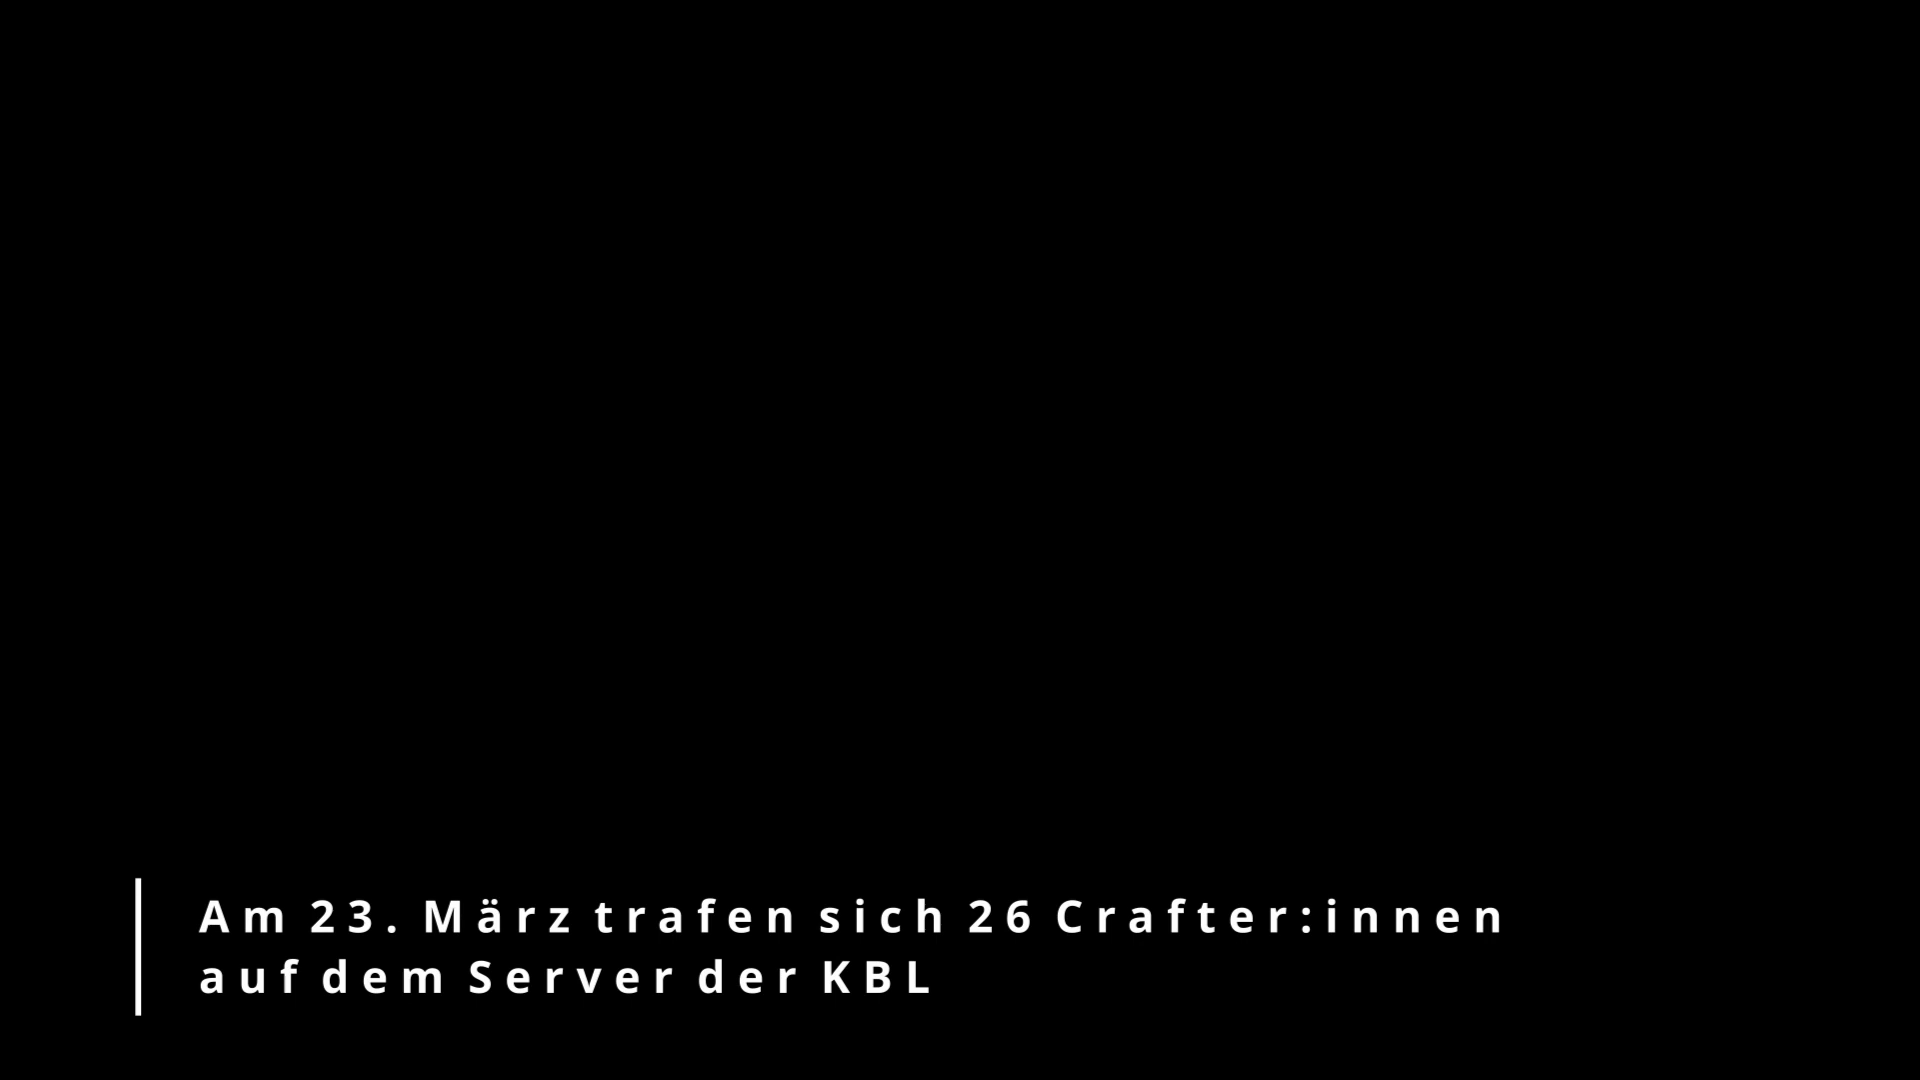 Am 23. März trafen sich 26 Crafter:innen
auf dem Server der KBL